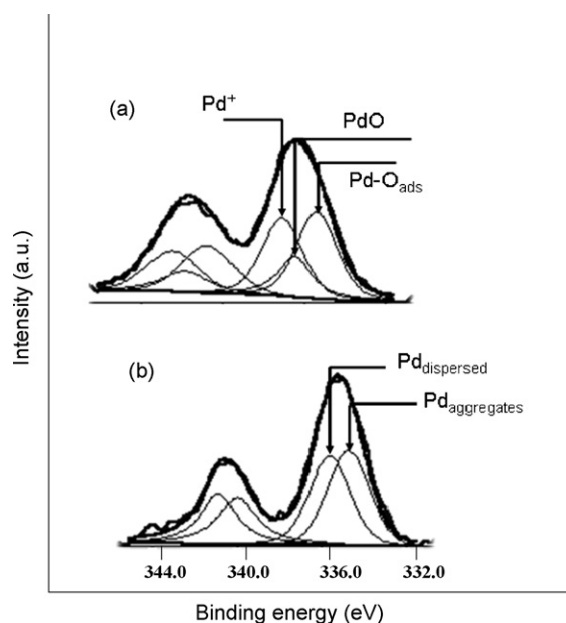 (a)
Pd⁺
PdO
Pd-Oads
Intensity (a.u.)
(b)
Pddispersed
Pdaggregates
344.0 340.0 336.0 332.0
Binding energy (eV)